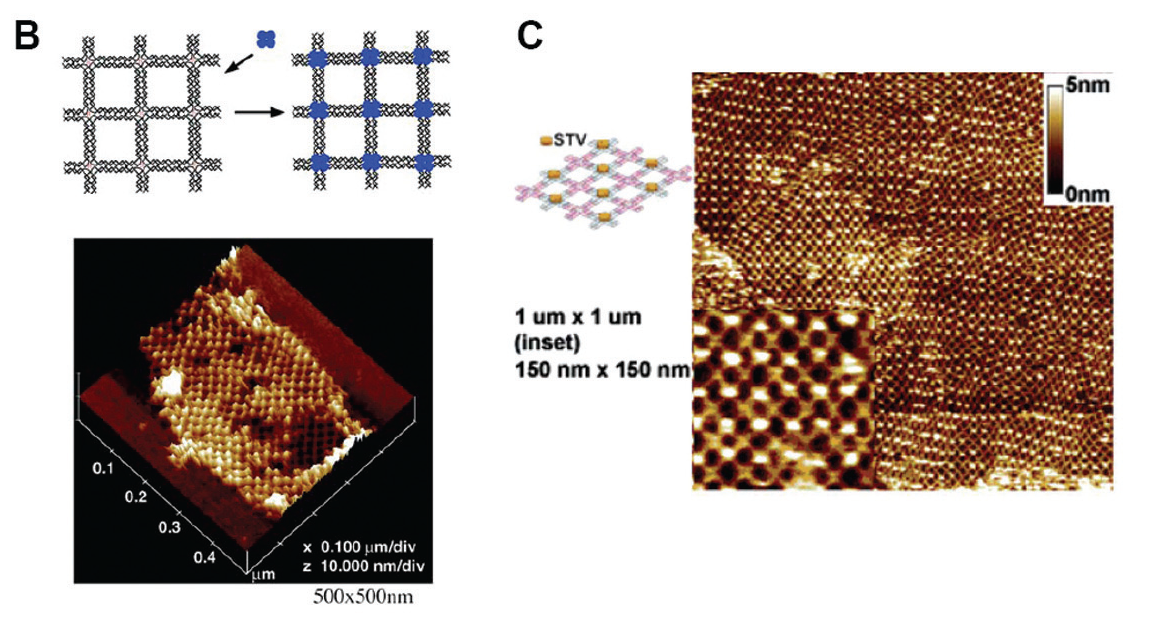 B
0.1
0.2
0.3
0.4
µm
x 0.100 µm/div
z 10.000 nm/div
500x500nm
C
STV
1 um x 1 um
(inset)
150 nm x 150 nm
5nm
0nm